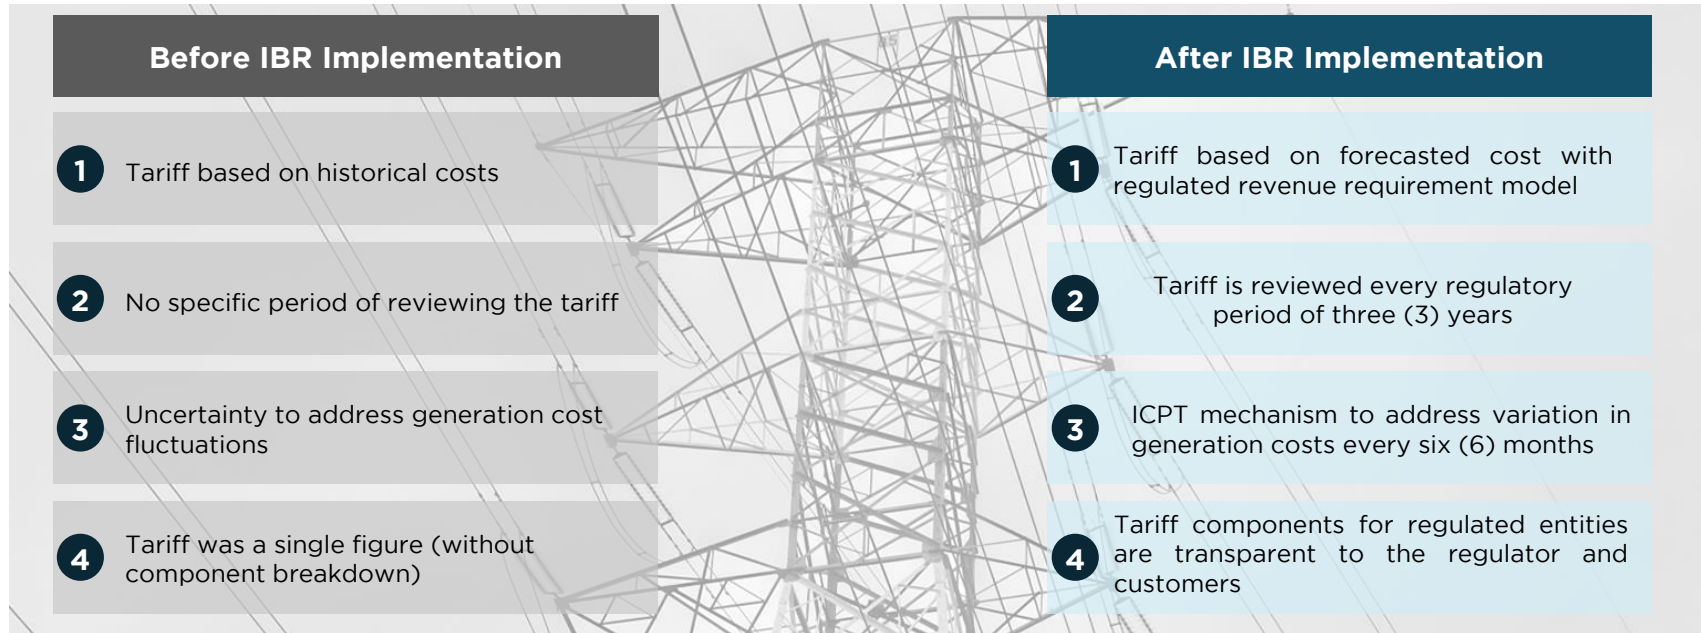 Before IBR Implementation
1
Tariff based on historical costs
2
No specific period of reviewing the tariff
3
Uncertainty to address generation cost
fluctuations
4
Tariff was a single figure (without
component breakdown)
After IBR Implementation
1
Tariff based on forecasted cost with
regulated revenue requirement model
2
Tariff is reviewed every regulatory
period of three (3) years
3
ICPT mechanism to address variation in
generation costs every six (6) months
4
Tariff components for regulated entities
are transparent to the regulator and
customers